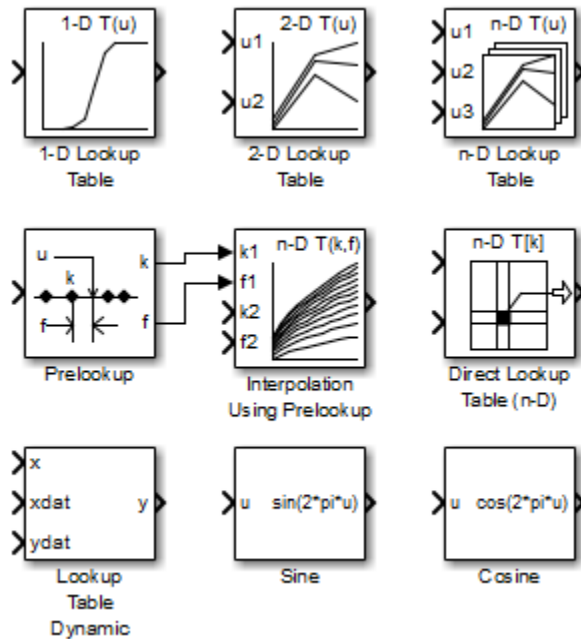 1-D T(u)
1-D Lookup
Table
2-D T(u)
u1
u2
2-D Lookup
Table
n-D T(u)
u1
u2
u3
n-D Lookup
Table
u
k
k
f
f
Prelookup
n-D T(k,f)
k1
f1
k2
f2
Interpolation
Using Prelookup
n-D T[k]
Direct Lookup
Table (n-D)
x
xdat
y
ydat
Lookup
Table
Dynamic
u sin(2*pi*u)
Sine
u cos(2*pi*u)
Cosine